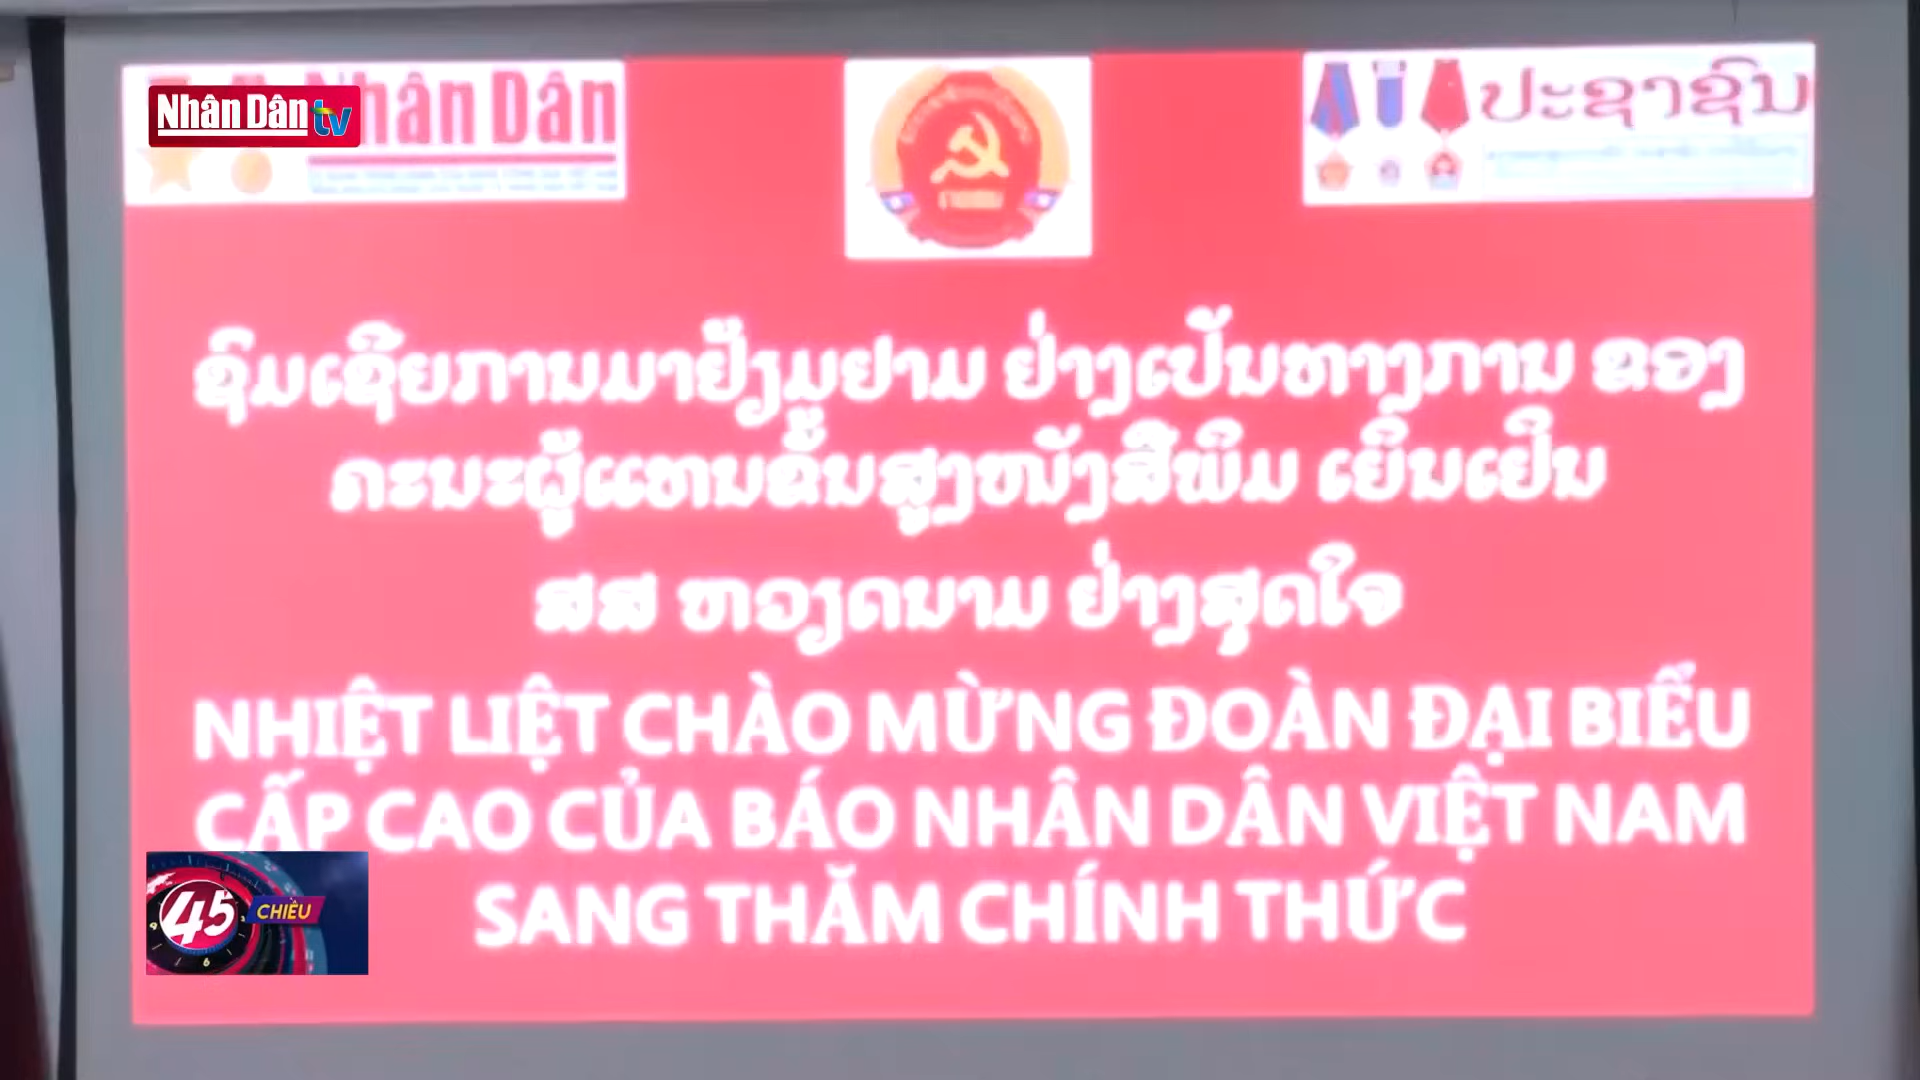 Nhân Dân tv
hân Dân
ປະຊາຊົນ
ຊົມເຊີຍການມາຢ້ຽມຢາມ ຢ່າງເປັນທາງການ ຂອງ
ຄະນະຜູ້ແທນຂັ້ນສູງໜັງສືພິມ ເຍິນເຢິນ
ສສ ຫວຽດນາມ ຢ່າງສຸດໃຈ
NHIỆT LIỆT CHÀO MỪNG ĐOÀN ĐẠI BIỂU
CẤP CAO CỦA BÁO NHÂN DÂN VIỆT NAM
SANG THĂM CHÍNH THỨC
45 CHIỀU